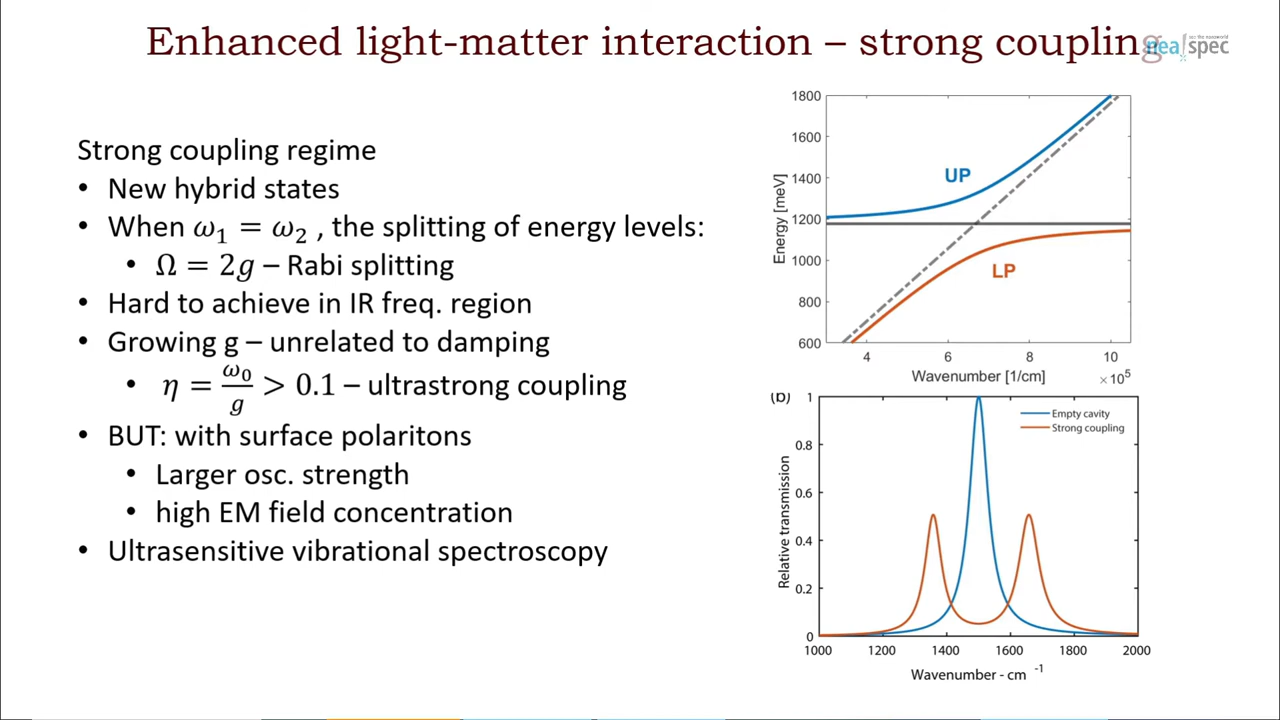 Enhanced light-matter interaction – strong coupling
neaspec
see the nanoworld
Strong coupling regime
• New hybrid states
• When ω₁ = ω₂ , the splitting of energy levels:
• Ω = 2g – Rabi splitting
• Hard to achieve in IR freq. region
• Growing g – unrelated to damping
• η = ω₀/g > 0.1 – ultrastrong coupling
• BUT: with surface polaritons
• Larger osc. strength
• high EM field concentration
• Ultrasensitive vibrational spectroscopy
1800
1600
1400
1200
1000
800
600
Energy [meV]
UP
LP
4 6 8 10
Wavenumber [1/cm]
×10⁵
(b)
1
0.8
0.6
0.4
0.2
0
Relative transmission
Empty cavity
Strong coupling
1000 1200 1400 1600 1800 2000
Wavenumber - cm ⁻¹